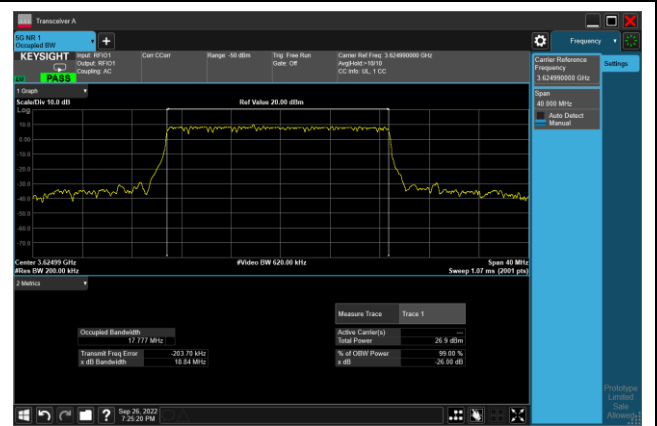 Transceiver A
5G NR 1
Occupied BW
Frequency
KEYSIGHT
Input: RFIO1
Output: RFIO1
Coupling: AC
Corr CCorr
Range: -50 dBm
Trig: Free Run
Gate: Off
Carrier Ref Freq: 3.624990000 GHz
Avg|Hold:>10/10
CC Info: UL, 1 CC
PASS
Carrier Reference
Frequency
3.624990000 GHz
Settings
Span
40.000 MHz
Auto Detect
Manual
1 Graph
Scale/Div 10.0 dB
Ref Value 20.00 dBm
Log
10.0
0.00
-10.0
-20.0
-30.0
-40.0
-50.0
-60.0
-70.0
Center 3.62499 GHz
#Video BW 620.00 kHz
Span 40 MHz
#Res BW 200.00 kHz
Sweep 1.07 ms (2001 pts)
2 Metrics
Measure Trace
Trace 1
Occupied Bandwidth
17.777 MHz
Active Carrier(s)
---
Total Power
26.9 dBm
Transmit Freq Error
-203.70 kHz
% of OBW Power
99.00 %
x dB Bandwidth
18.84 MHz
x dB
-26.00 dB
Sep 26, 2022
7:25:20 PM
Prototype
Limited
Sale
Allowed